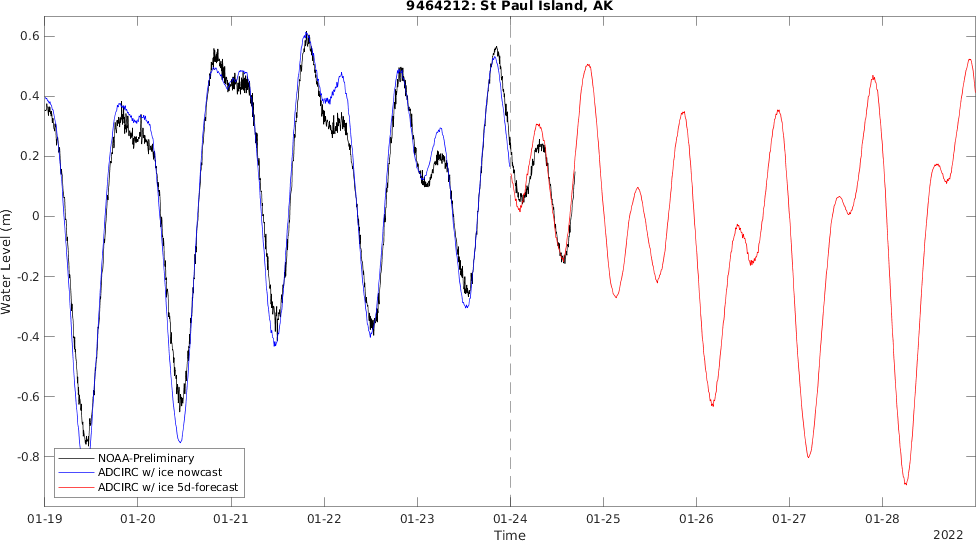 9464212: St Paul Island, AK
0.6
0.4
0.2
0
-0.2
-0.4
-0.6
-0.8
Water Level (m)
NOAA-Preliminary
ADCIRC w/ ice nowcast
ADCIRC w/ ice 5d-forecast
01-19 01-20 01-21 01-22 01-23 01-24 01-25 01-26 01-27 01-28
Time
2022